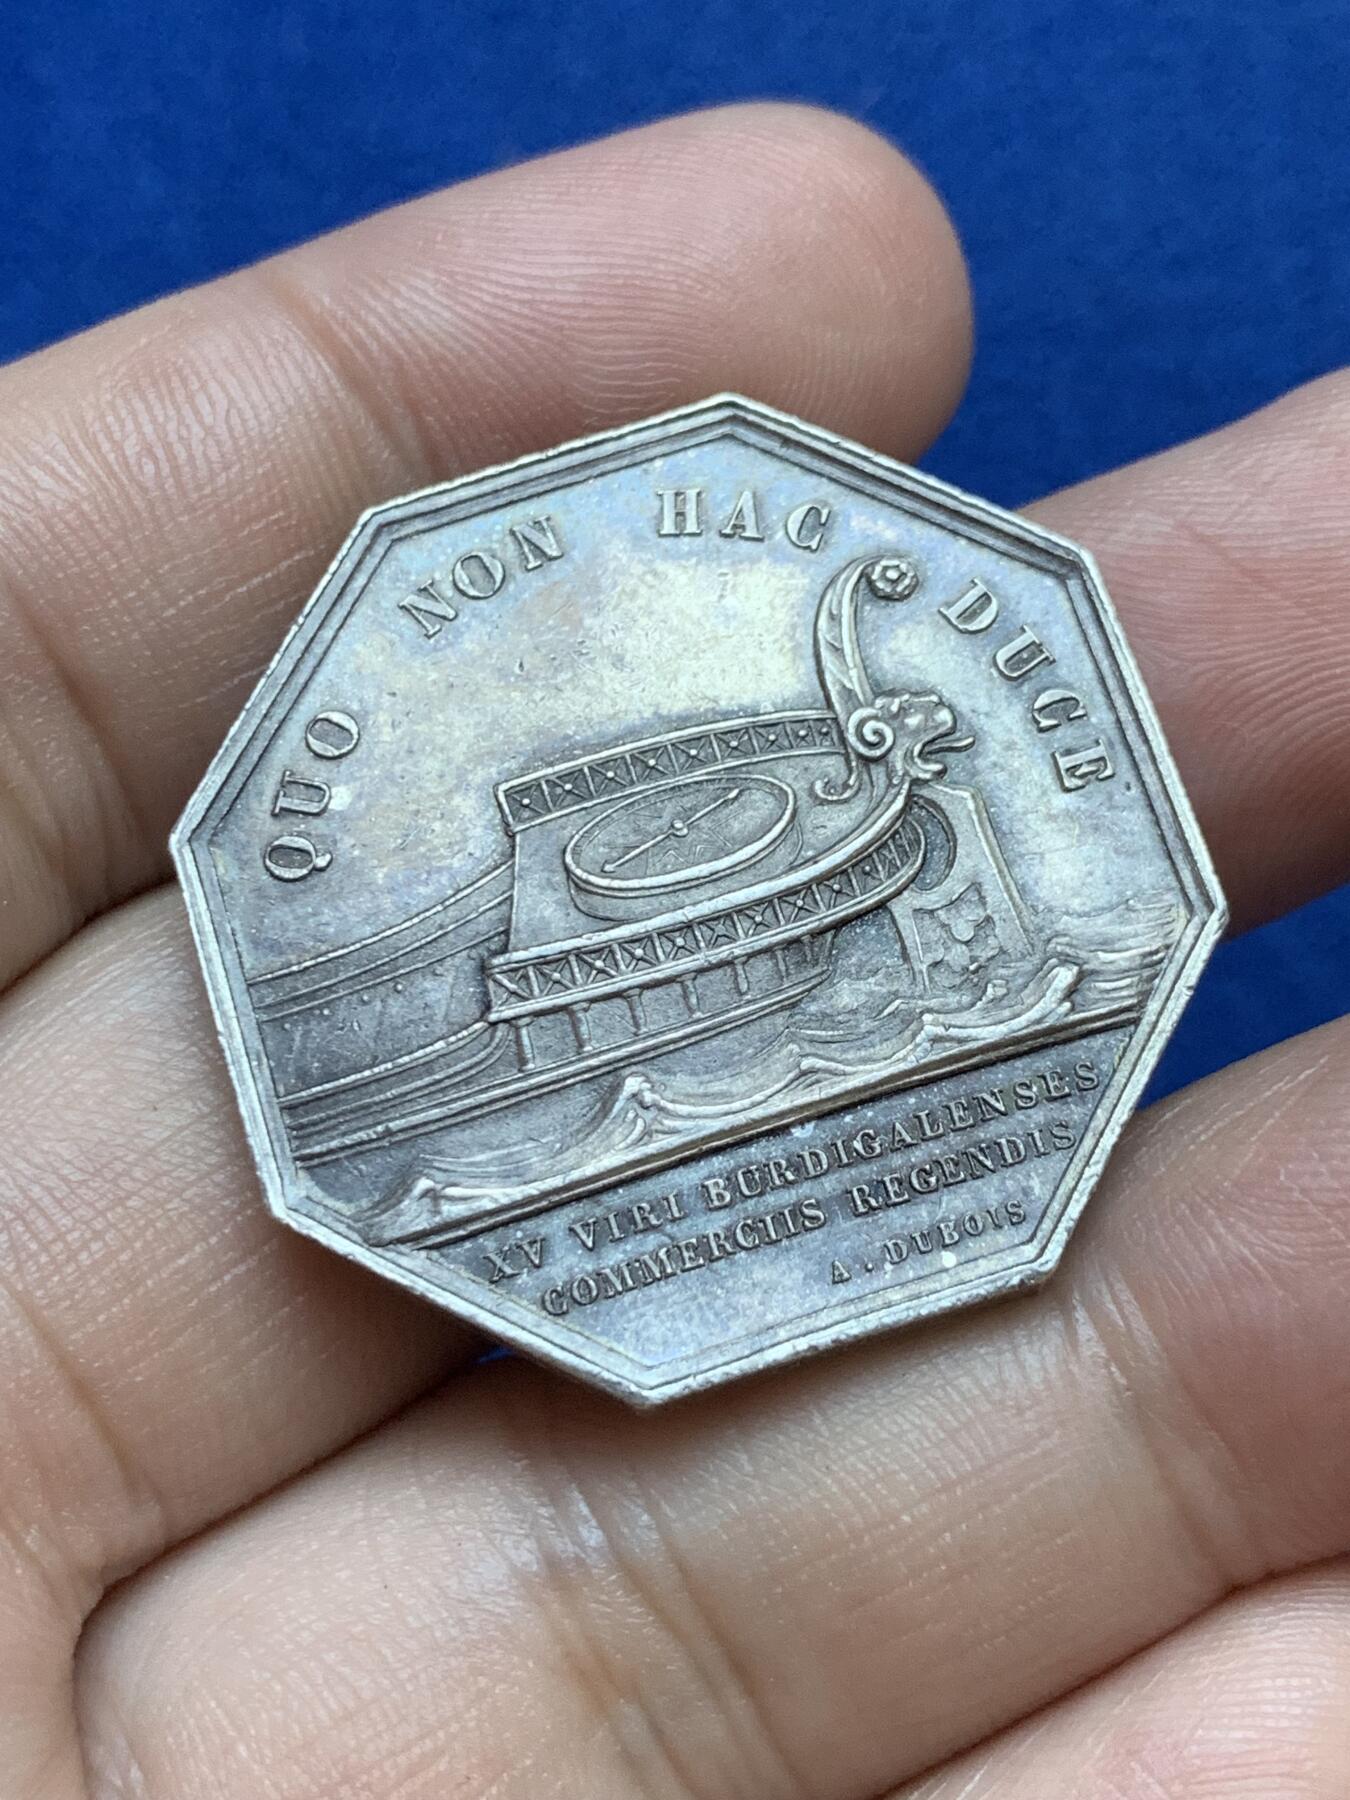 QUO NON HAC DUCE
XV VIRI BURDIGALENSES
COMMERCIIS REGENDIS
A. DUBOIS